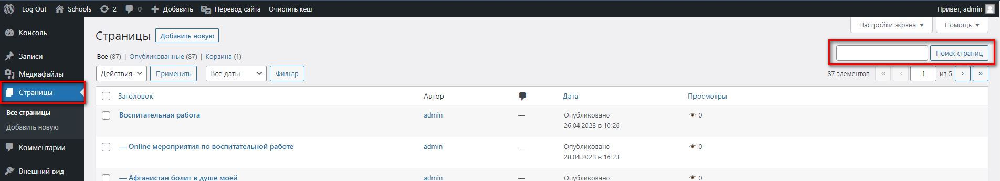 Log Out Schools 2 0 Добавить Перевод сайта Очистить кеш Привет, admin
Настройки экрана ▼ Помощь ▼
Консоль
Записи
Медиафайлы
Страницы
Все страницы
Добавить новую
Комментарии
Внешний вид
Страницы Добавить новую
Все (87) | Опубликованные (87) | Корзина (1)
Поиск страниц
Действия Применить Все даты Фильтр
87 элементов « ‹ 1 из 5 › »
Заголовок Автор Дата Просмотры
Воспитательная работа admin — Опубликовано 0
26.04.2023 в 10:26
— Online мероприятия по воспитательной работе admin — Опубликовано 0
28.04.2023 в 16:23
— Афганистан болит в душе моей admin — Опубликовано 0